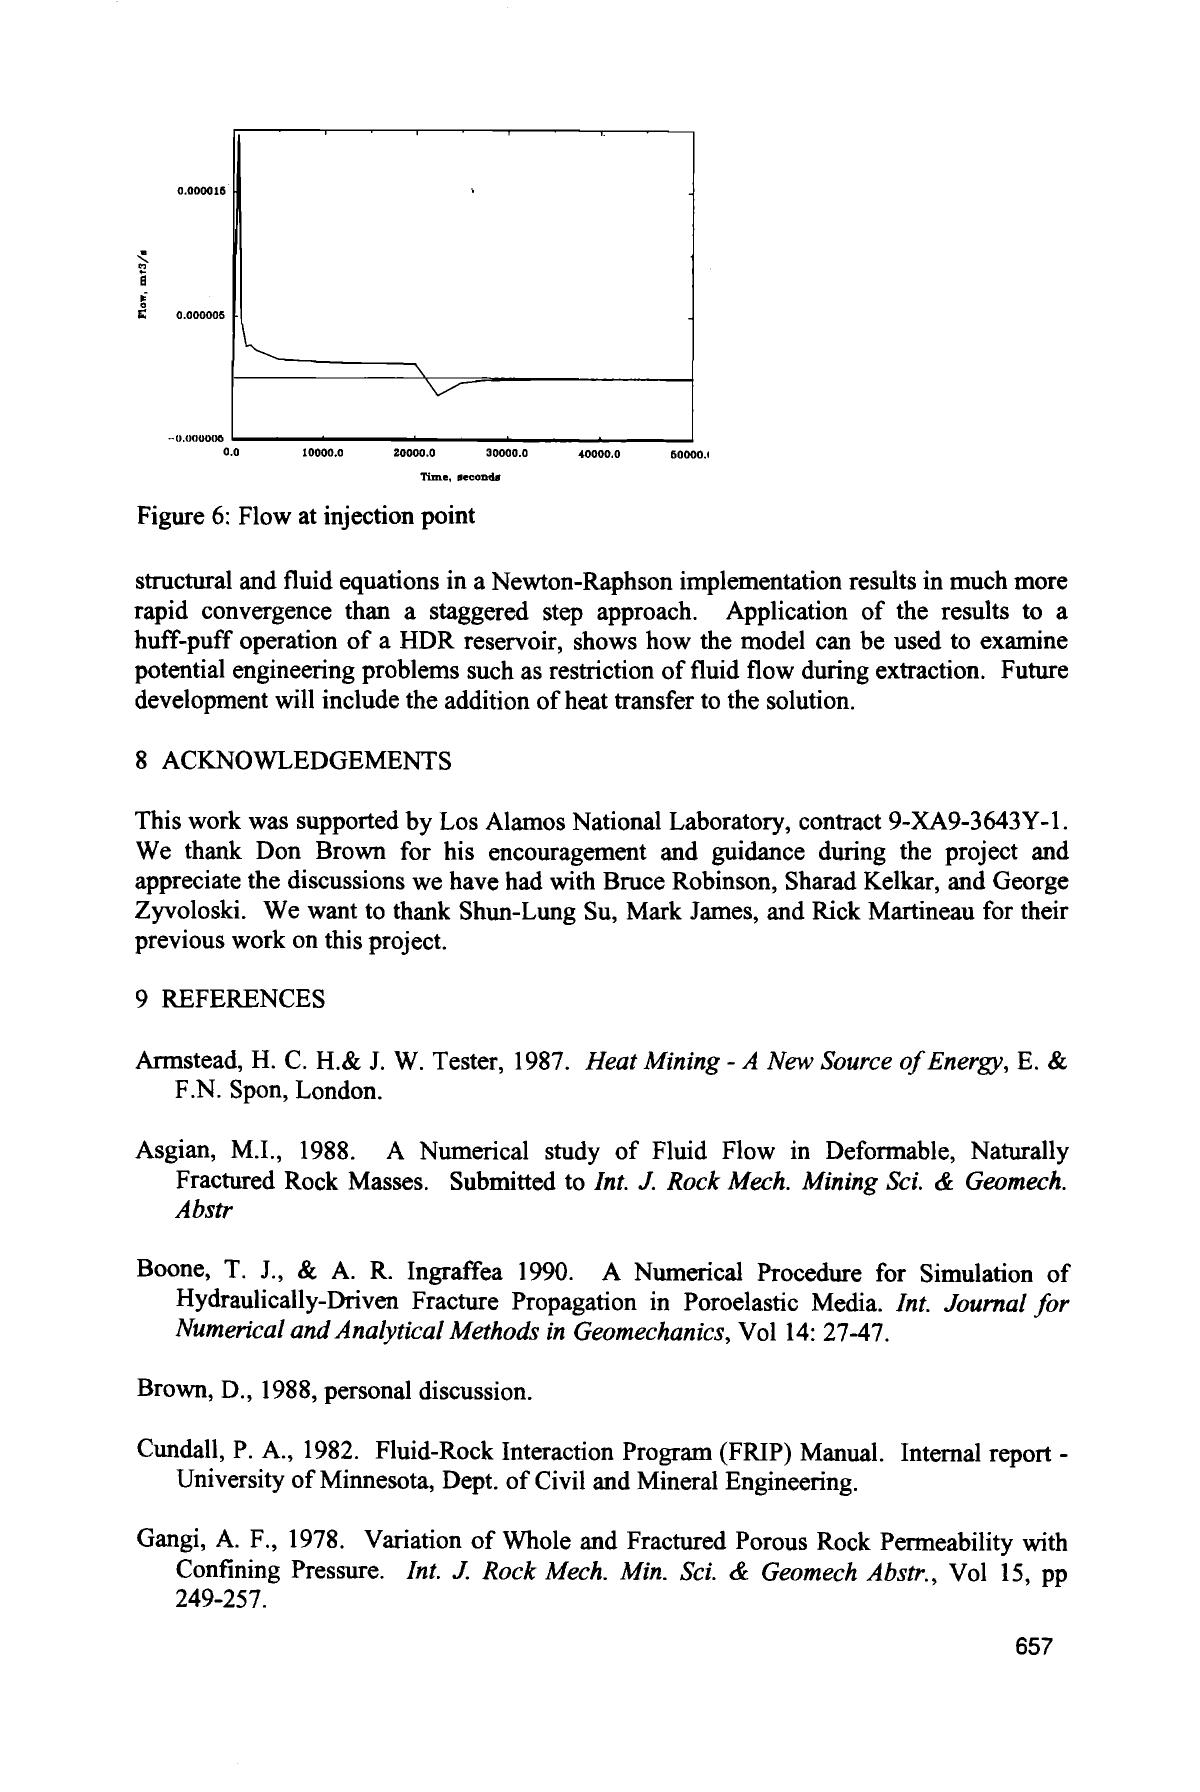 0.000015
0.000005
-0.000005
Flow, m+3/s
0.0 10000.0 20000.0 30000.0 40000.0 50000.
Time, seconds
Figure 6: Flow at injection point
structural and fluid equations in a Newton-Raphson implementation results in much more
rapid convergence than a staggered step approach. Application of the results to a
huff-puff operation of a HDR reservoir, shows how the model can be used to examine
potential engineering problems such as restriction of fluid flow during extraction. Future
development will include the addition of heat transfer to the solution.
8 ACKNOWLEDGEMENTS
This work was supported by Los Alamos National Laboratory, contract 9-XA9-3643Y-1.
We thank Don Brown for his encouragement and guidance during the project and
appreciate the discussions we have had with Bruce Robinson, Sharad Kelkar, and George
Zyvoloski. We want to thank Shun-Lung Su, Mark James, and Rick Martineau for their
previous work on this project.
9 REFERENCES
Armstead, H. C. H.& J. W. Tester, 1987. Heat Mining - A New Source of Energy, E. &
F.N. Spon, London.
Asgian, M.I., 1988. A Numerical study of Fluid Flow in Deformable, Naturally
Fractured Rock Masses. Submitted to Int. J. Rock Mech. Mining Sci. & Geomech.
Abstr
Boone, T. J., & A. R. Ingraffea 1990. A Numerical Procedure for Simulation of
Hydraulically-Driven Fracture Propagation in Poroelastic Media. Int. Journal for
Numerical and Analytical Methods in Geomechanics, Vol 14: 27-47.
Brown, D., 1988, personal discussion.
Cundall, P. A., 1982. Fluid-Rock Interaction Program (FRIP) Manual. Internal report -
University of Minnesota, Dept. of Civil and Mineral Engineering.
Gangi, A. F., 1978. Variation of Whole and Fractured Porous Rock Permeability with
Confining Pressure. Int. J. Rock Mech. Min. Sci. & Geomech Abstr., Vol 15, pp
249-257.
657